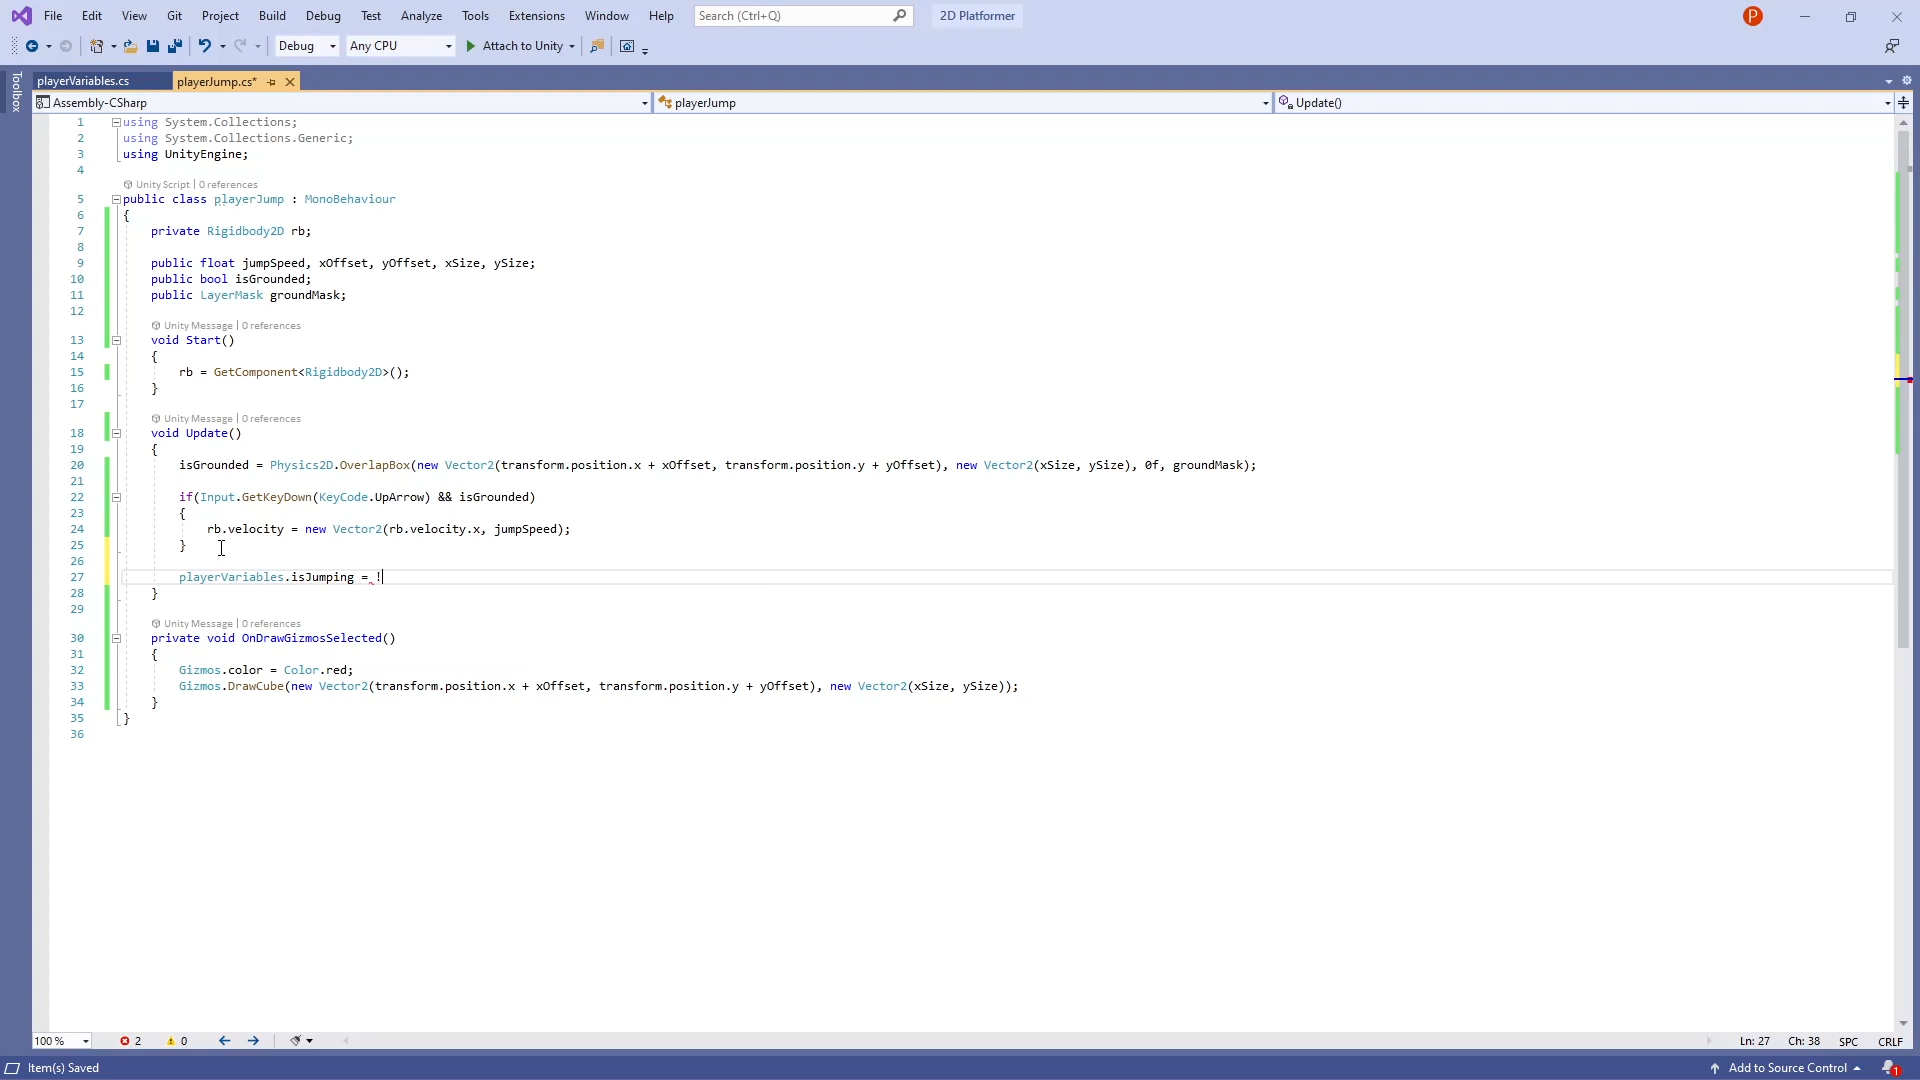 File Edit View Git Project Build Debug Test Analyze Tools Extensions Window Help Search (Ctrl+Q) 2D Platformer P
Debug Any CPU Attach to Unity
Toolbox
playerVariables.cs playerJump.cs*
Assembly-CSharp playerJump Update()
1 using System.Collections;
2 using System.Collections.Generic;
3 using UnityEngine;
4
Unity Script | 0 references
5 public class playerJump : MonoBehaviour
6 {
7 private Rigidbody2D rb;
8
9 public float jumpSpeed, xOffset, yOffset, xSize, ySize;
10 public bool isGrounded;
11 public LayerMask groundMask;
12
Unity Message | 0 references
13 void Start()
14 {
15 rb = GetComponent<Rigidbody2D>();
16 }
17
Unity Message | 0 references
18 void Update()
19 {
20 isGrounded = Physics2D.OverlapBox(new Vector2(transform.position.x + xOffset, transform.position.y + yOffset), new Vector2(xSize, ySize), 0f, groundMask);
21
22 if(Input.GetKeyDown(KeyCode.UpArrow) && isGrounded)
23 {
24 rb.velocity = new Vector2(rb.velocity.x, jumpSpeed);
25 }
26
27 playerVariables.isJumping = !
28 }
29
Unity Message | 0 references
30 private void OnDrawGizmosSelected()
31 {
32 Gizmos.color = Color.red;
33 Gizmos.DrawCube(new Vector2(transform.position.x + xOffset, transform.position.y + yOffset), new Vector2(xSize, ySize));
34 }
35 }
36
100 % 2 0 Ln: 27 Ch: 38 SPC CRLF
Item(s) Saved Add to Source Control 1